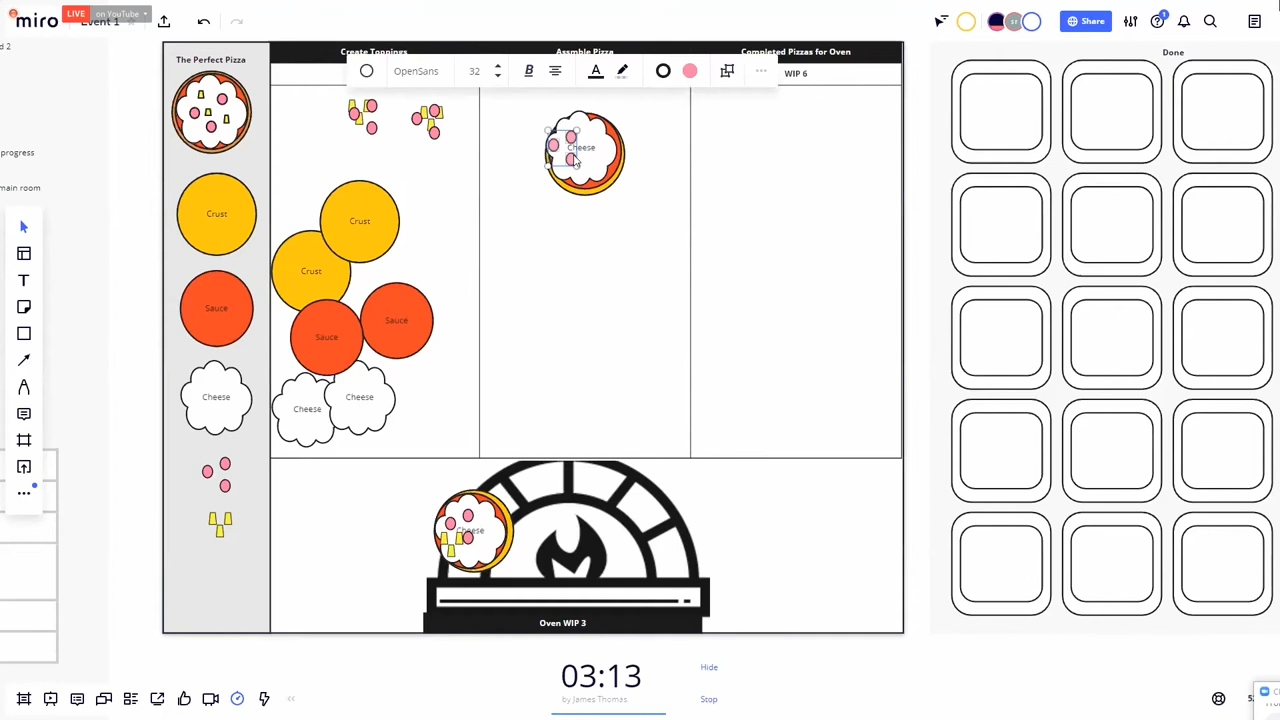 LIVE on YouTube
miro
Event 1
Share
1
d 2
progress
main room
The Perfect Pizza
Create Toppings
Assmble Pizza
Completed Pizzas for Oven
WIP 6
OpenSans
32
B
A
Done
Crust
Sauce
Cheese
Crust
Crust
Sauce
Sauce
Cheese
Cheese
Cheese
Cheese
Oven WIP 3
03:13
by James Thomas
Hide
Stop